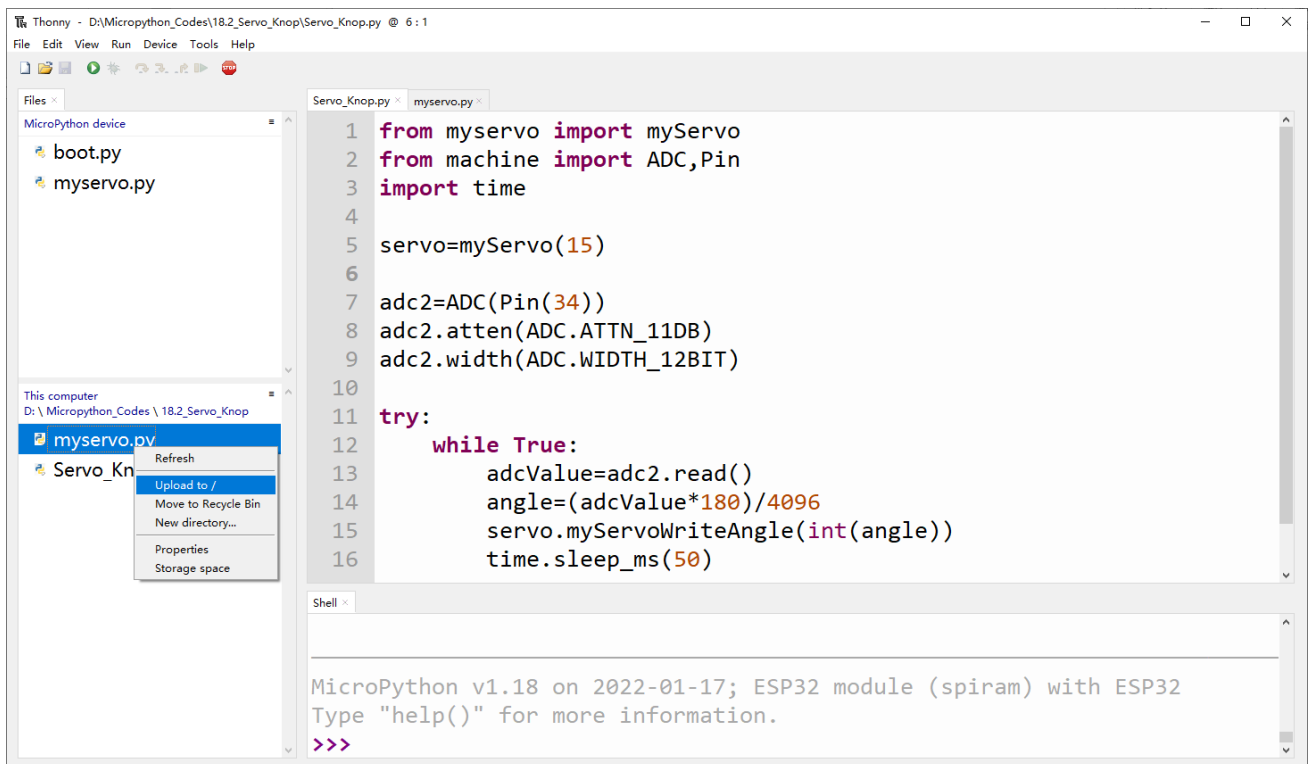 Thonny - D:\Micropython_Codes\18.2_Servo_Knop\Servo_Knop.py @ 6:1
File Edit View Run Device Tools Help
STOP
Files
MicroPython device
boot.py
myservo.py
This computer
D: \ Micropython_Codes \ 18.2_Servo_Knop
myservo.py
Servo_Kn
Refresh
Upload to /
Move to Recycle Bin
New directory...
Properties
Storage space
Servo_Knop.py myservo.py
1 from myservo import myServo
2 from machine import ADC,Pin
3 import time
4
5 servo=myServo(15)
6
7 adc2=ADC(Pin(34))
8 adc2.atten(ADC.ATTN_11DB)
9 adc2.width(ADC.WIDTH_12BIT)
10
11 try:
12     while True:
13         adcValue=adc2.read()
14         angle=(adcValue*180)/4096
15         servo.myServoWriteAngle(int(angle))
16         time.sleep_ms(50)
Shell
MicroPython v1.18 on 2022-01-17; ESP32 module (spiram) with ESP32
Type "help()" for more information.
>>>